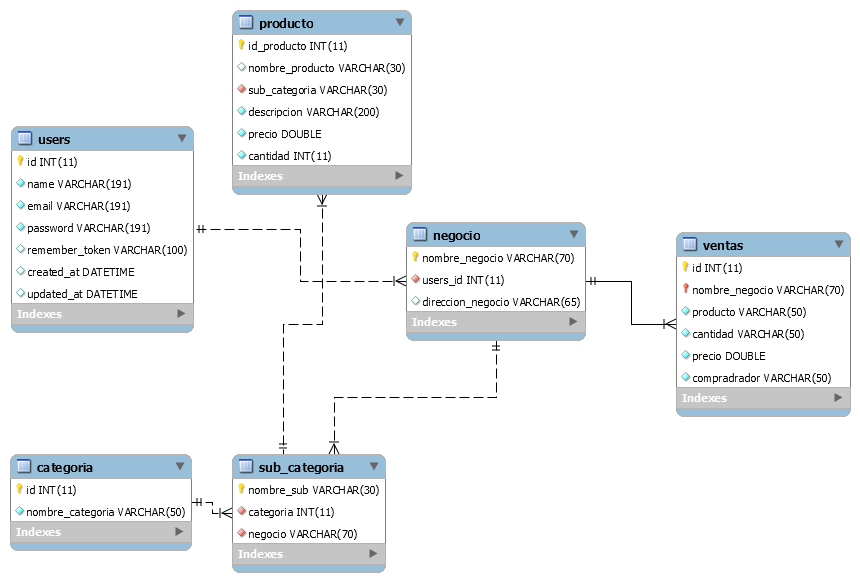 producto
id_producto INT(11)
nombre_producto VARCHAR(30)
sub_categoria VARCHAR(30)
descripcion VARCHAR(200)
precio DOUBLE
cantidad INT(11)
Indexes
users
id INT(11)
name VARCHAR(191)
email VARCHAR(191)
password VARCHAR(191)
remember_token VARCHAR(100)
created_at DATETIME
updated_at DATETIME
Indexes
negocio
nombre_negocio VARCHAR(70)
users_id INT(11)
direccion_negocio VARCHAR(65)
Indexes
ventas
id INT(11)
nombre_negocio VARCHAR(70)
producto VARCHAR(50)
cantidad VARCHAR(50)
precio DOUBLE
compradrador VARCHAR(50)
Indexes
categoria
id INT(11)
nombre_categoria VARCHAR(50)
Indexes
sub_categoria
nombre_sub VARCHAR(30)
categoria INT(11)
negocio VARCHAR(70)
Indexes